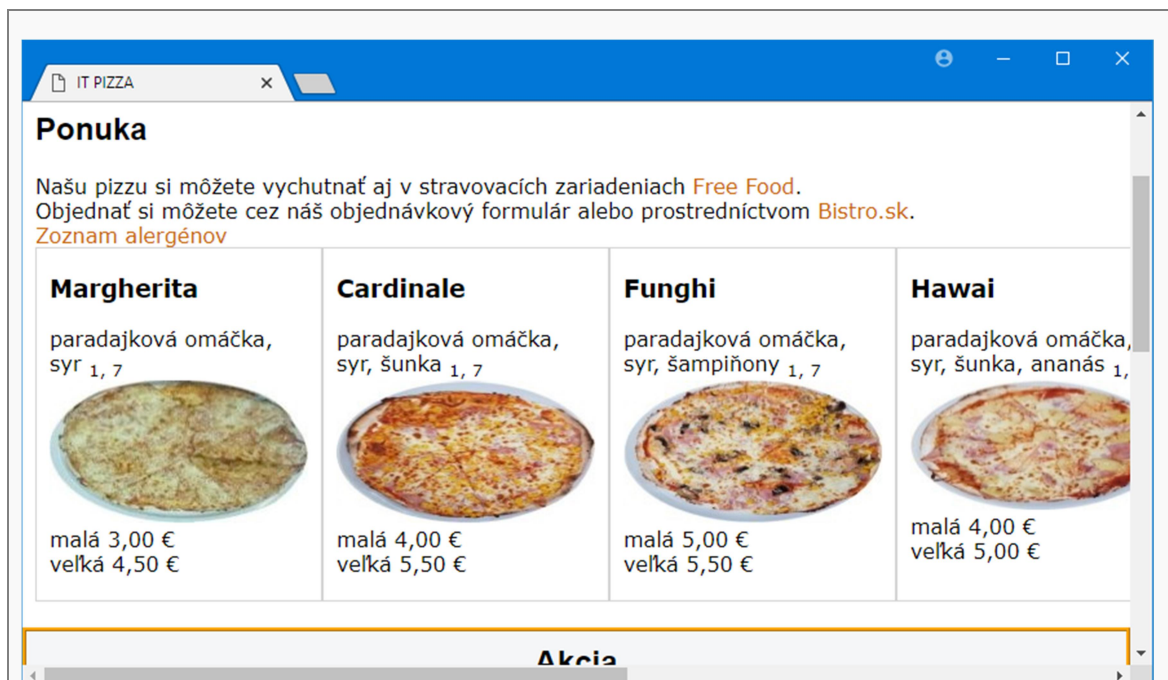 IT PIZZA
Ponuka
Našu pizzu si môžete vychutnať aj v stravovacích zariadeniach Free Food.
Objednať si môžete cez náš objednávkový formulár alebo prostredníctvom Bistro.sk.
Zoznam alergénov
Margherita
paradajková omáčka,
syr 1, 7
malá 3,00 €
veľká 4,50 €
Cardinale
paradajková omáčka,
syr, šunka 1, 7
malá 4,00 €
veľká 5,50 €
Funghi
paradajková omáčka,
syr, šampiňony 1, 7
malá 5,00 €
veľká 5,50 €
Hawai
paradajková omáčka,
syr, šunka, ananás 1,
malá 4,00 €
veľká 5,00 €
Akcia